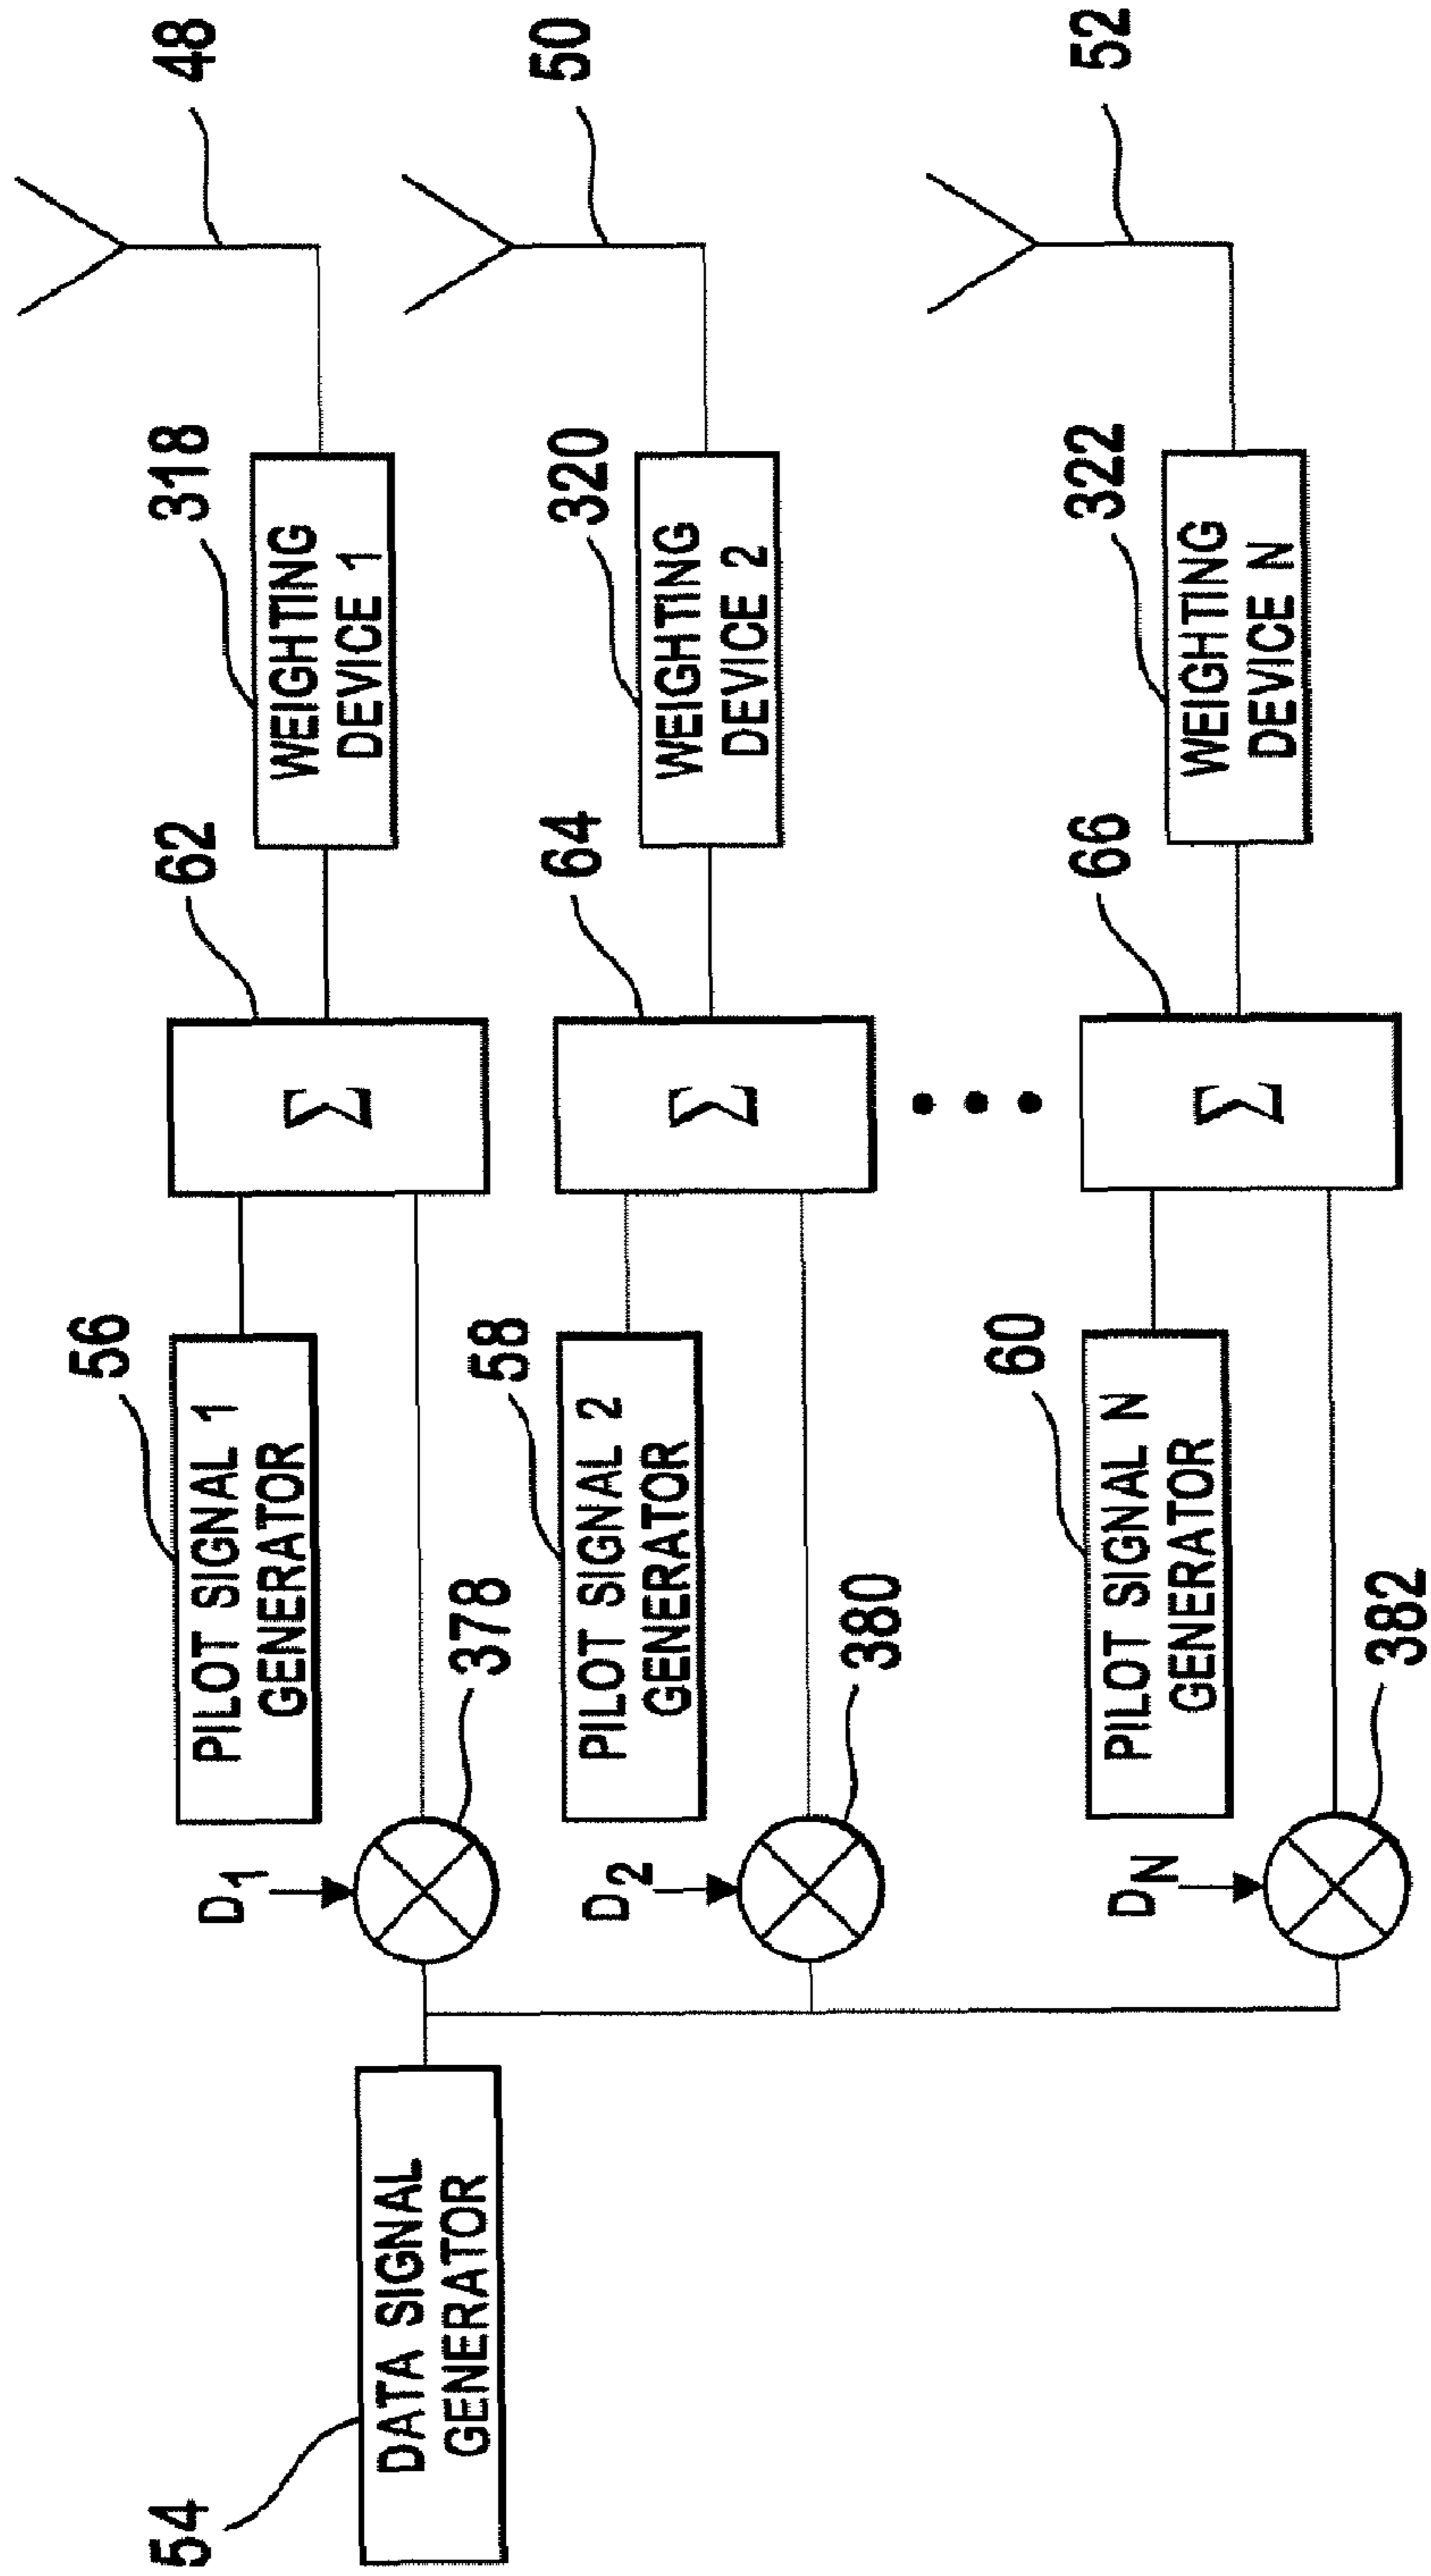 54
DATA SIGNAL
GENERATOR
D1
378
56
PILOT SIGNAL 1
GENERATOR
62
Σ
318
WEIGHTING
DEVICE 1
48
D2
380
58
PILOT SIGNAL 2
GENERATOR
64
Σ
320
WEIGHTING
DEVICE 2
50
DN
382
60
PILOT SIGNAL N
GENERATOR
66
Σ
322
WEIGHTING
DEVICE N
52